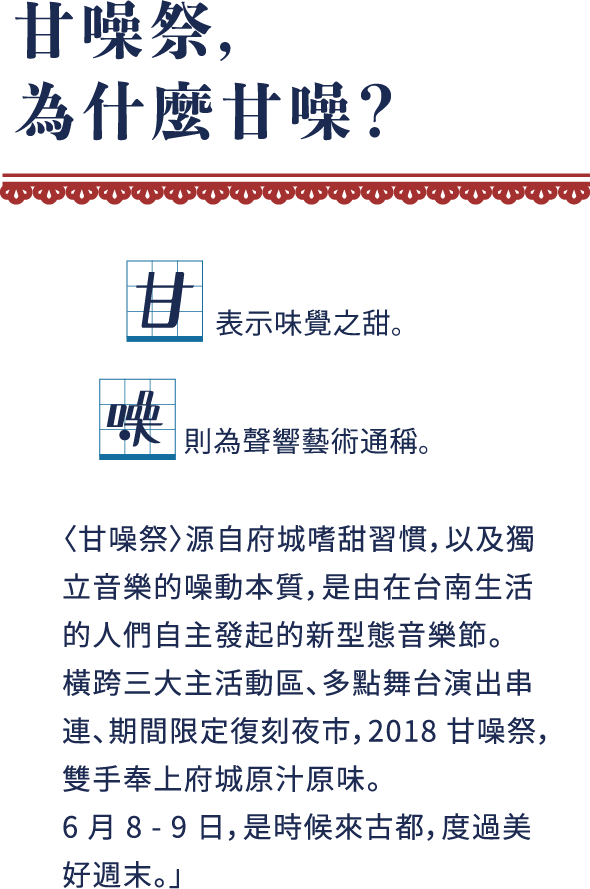 甘噪祭，
為什麼甘噪？
甘 表示味覺之甜。
噪 則為聲響藝術通稱。
〈甘噪祭〉源自府城嗜甜習慣，以及獨
立音樂的噪動本質，是由在台南生活
的人們自主發起的新型態音樂節。
橫跨三大主活動區、多點舞台演出串
連、期間限定復刻夜市，2018 甘噪祭，
雙手奉上府城原汁原味。
6 月 8 - 9 日，是時候來古都，度過美
好週末。」